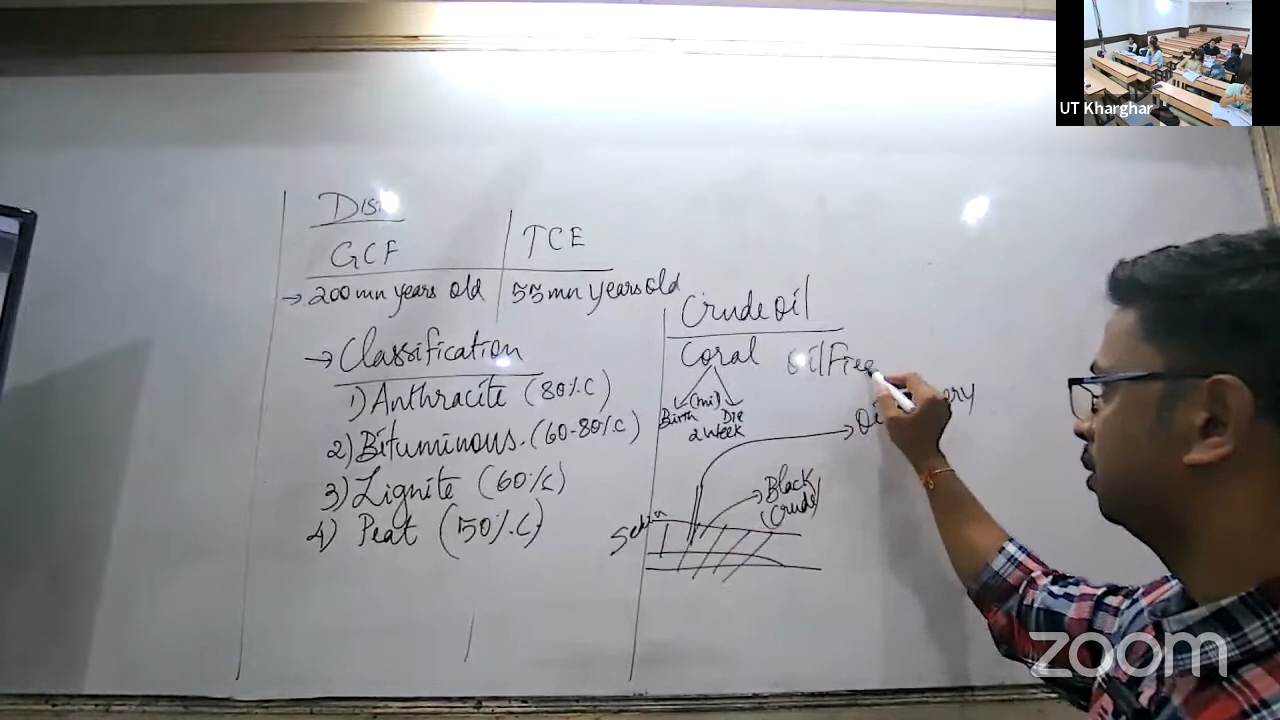 UT Kharghar
GCF
TCE
→ 200 mn years old
55 mn years old
→ Classification
1) Anthracite (80%.C)
2) Bituminous. (60-80%C)
3) Lignite (60%C)
4) Peat (50%.C)
Crude oil
Coral
Oil Free
(mi)
Birth
Die
2 week
Black
(Crude)
zoom